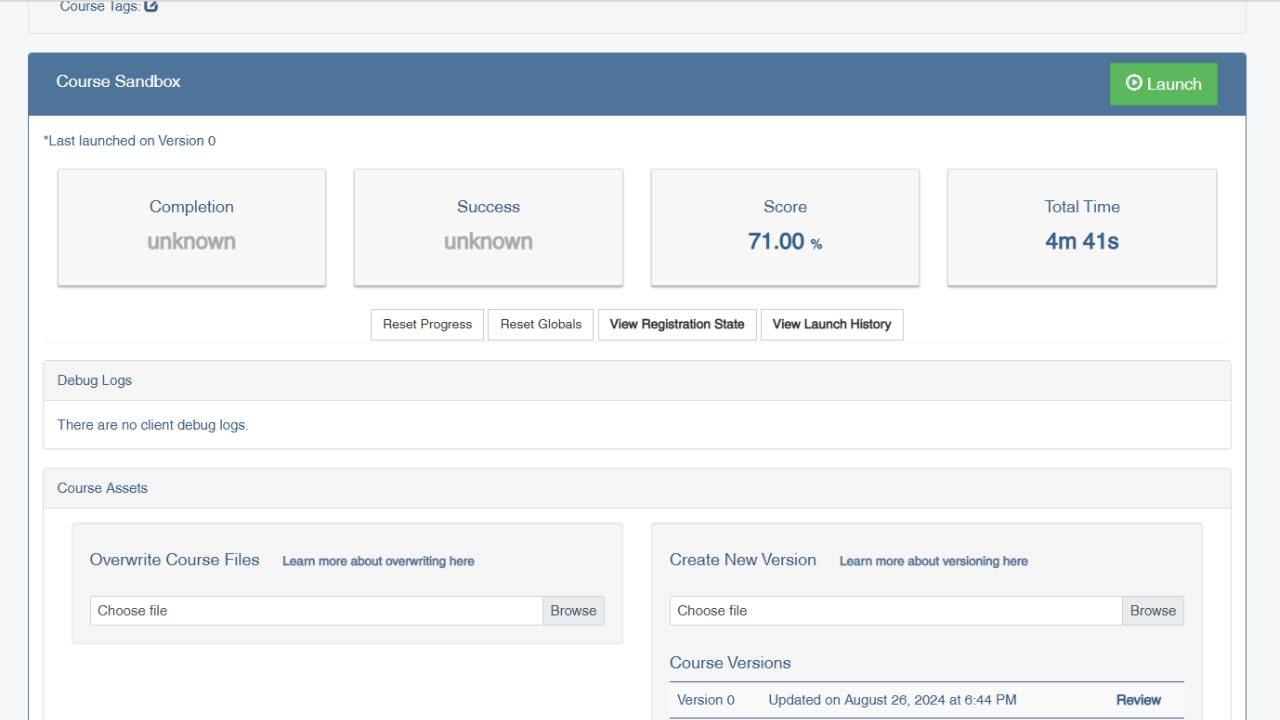 Course Tags:
Course Sandbox
Launch
*Last launched on Version 0
Completion
unknown
Success
unknown
Score
71.00 %
Total Time
4m 41s
Reset Progress
Reset Globals
View Registration State
View Launch History
Debug Logs
There are no client debug logs.
Course Assets
Overwrite Course Files
Learn more about overwriting here
Choose file
Browse
Create New Version
Learn more about versioning here
Choose file
Browse
Course Versions
Version 0
Updated on August 26, 2024 at 6:44 PM
Review